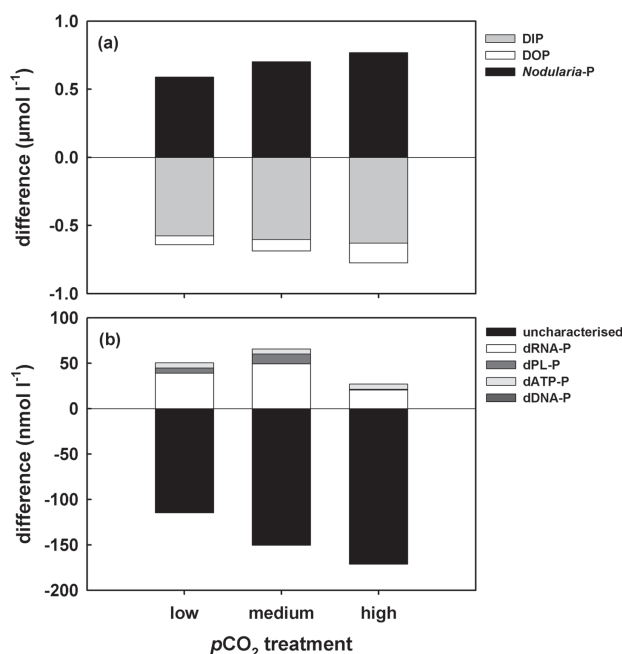 (a)
DIP
DOP
Nodularia-P
difference (µmol l⁻¹)
1.0
0.5
0.0
-0.5
-1.0
(b)
uncharacterised
dRNA-P
dPL-P
dATP-P
dDNA-P
difference (nmol l⁻¹)
100
50
0
-50
-100
-150
-200
low medium high
pCO₂ treatment